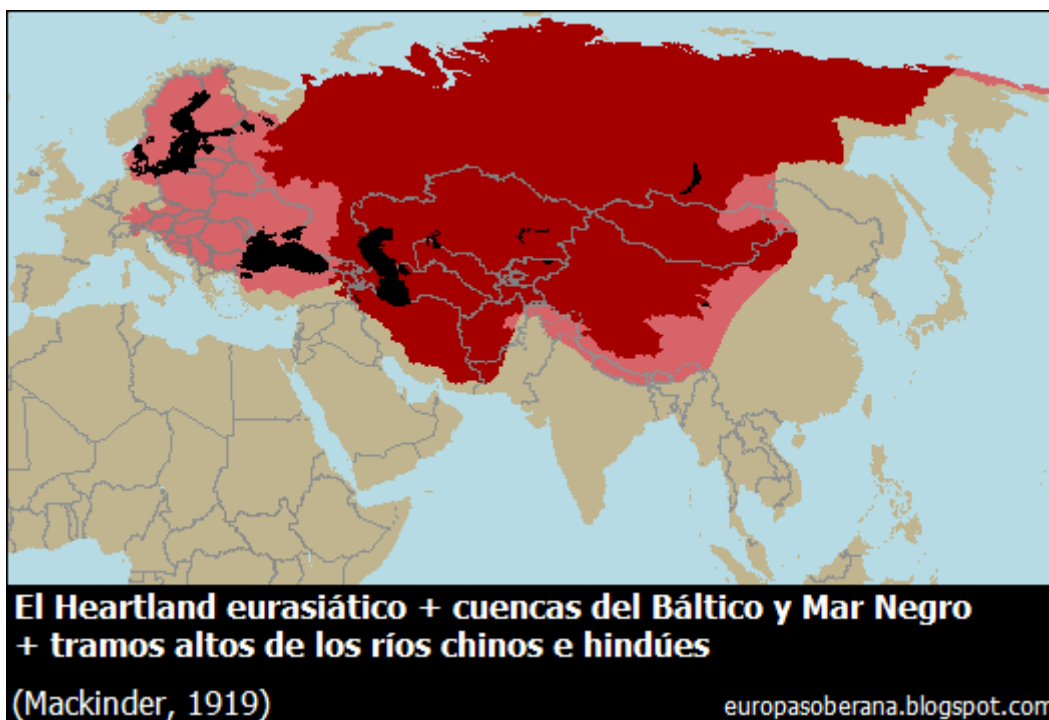 El Heartland eurasiático + cuencas del Báltico y Mar Negro
+ tramos altos de los ríos chinos e hindúes
(Mackinder, 1919)
europasoberana.blogspot.com